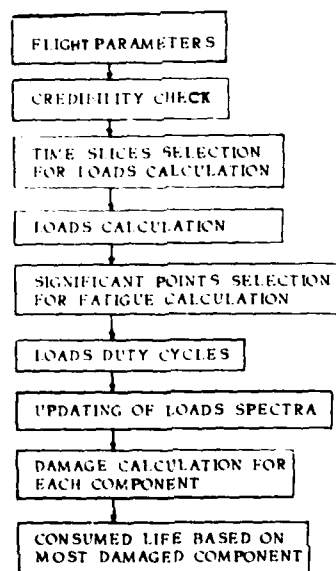 FLIGHT PARAMETERS
CREDIBILITY CHECK
TIME SLICES SELECTION
FOR LOADS CALCULATION
LOADS CALCULATION
SIGNIFICANT POINTS SELECTION
FOR FATIGUE CALCULATION
LOADS DUTY CYCLES
UPDATING OF LOADS SPECTRA
DAMAGE CALCULATION FOR
EACH COMPONENT
CONSUMED LIFE BASED ON
MOST DAMAGED COMPONENT